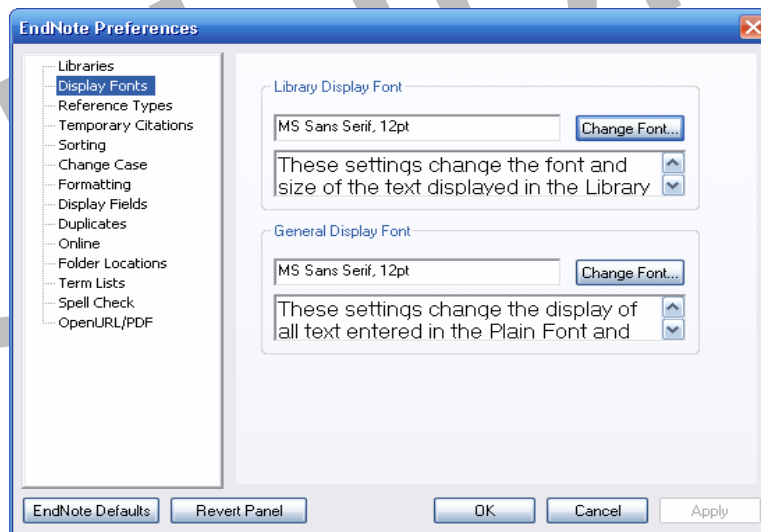 EndNote Preferences
Libraries
Display Fonts
Reference Types
Temporary Citations
Sorting
Change Case
Formatting
Display Fields
Duplicates
Online
Folder Locations
Term Lists
Spell Check
OpenURL/PDF
Library Display Font
MS Sans Serif, 12pt
Change Font...
These settings change the font and
size of the text displayed in the Library
General Display Font
MS Sans Serif, 12pt
Change Font...
These settings change the display of
all text entered in the Plain Font and
EndNote Defaults
Revert Panel
OK
Cancel
Apply